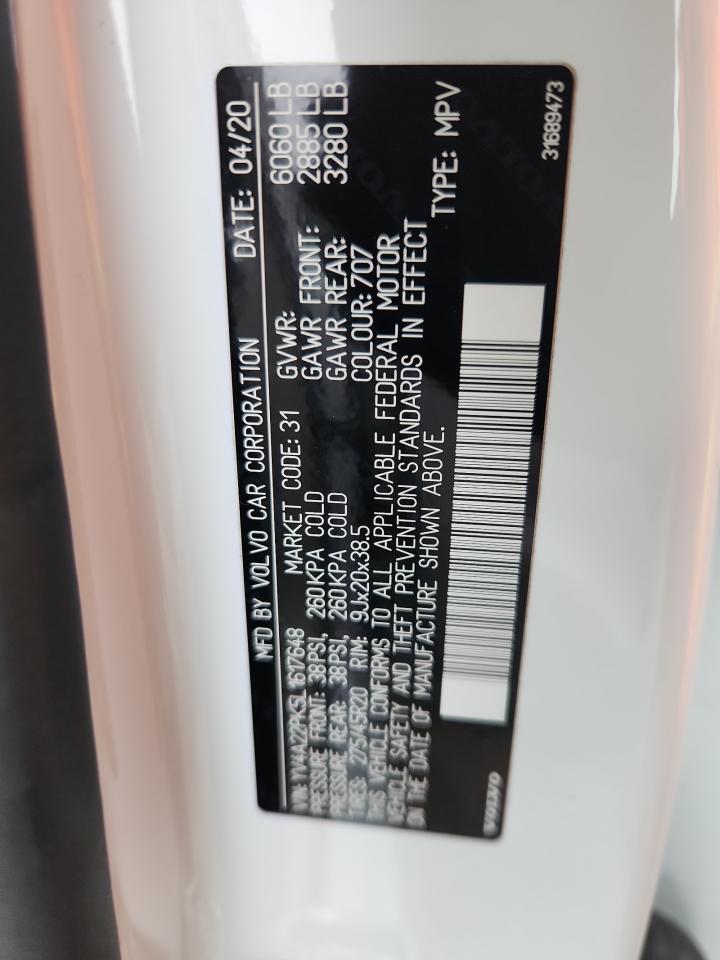 MFD BY VOLVO CAR CORPORATION DATE: 04/20
VIN: YV4A22PK5L1617648 MARKET CODE: 31 GVWR: 6060 LB
PRESSURE FRONT: 38PSI, 260KPA COLD GAWR FRONT: 2885 LB
PRESSURE REAR: 38PSI, 260KPA COLD GAWR REAR: 3280 LB
TIRES: 275/45R20 RIM: 9Jx20x38.5 COLOUR: 707
THIS VEHICLE CONFORMS TO ALL APPLICABLE FEDERAL MOTOR
VEHICLE SAFETY AND THEFT PREVENTION STANDARDS IN EFFECT
ON THE DATE OF MANUFACTURE SHOWN ABOVE. TYPE: MPV
VOLVO 31689473